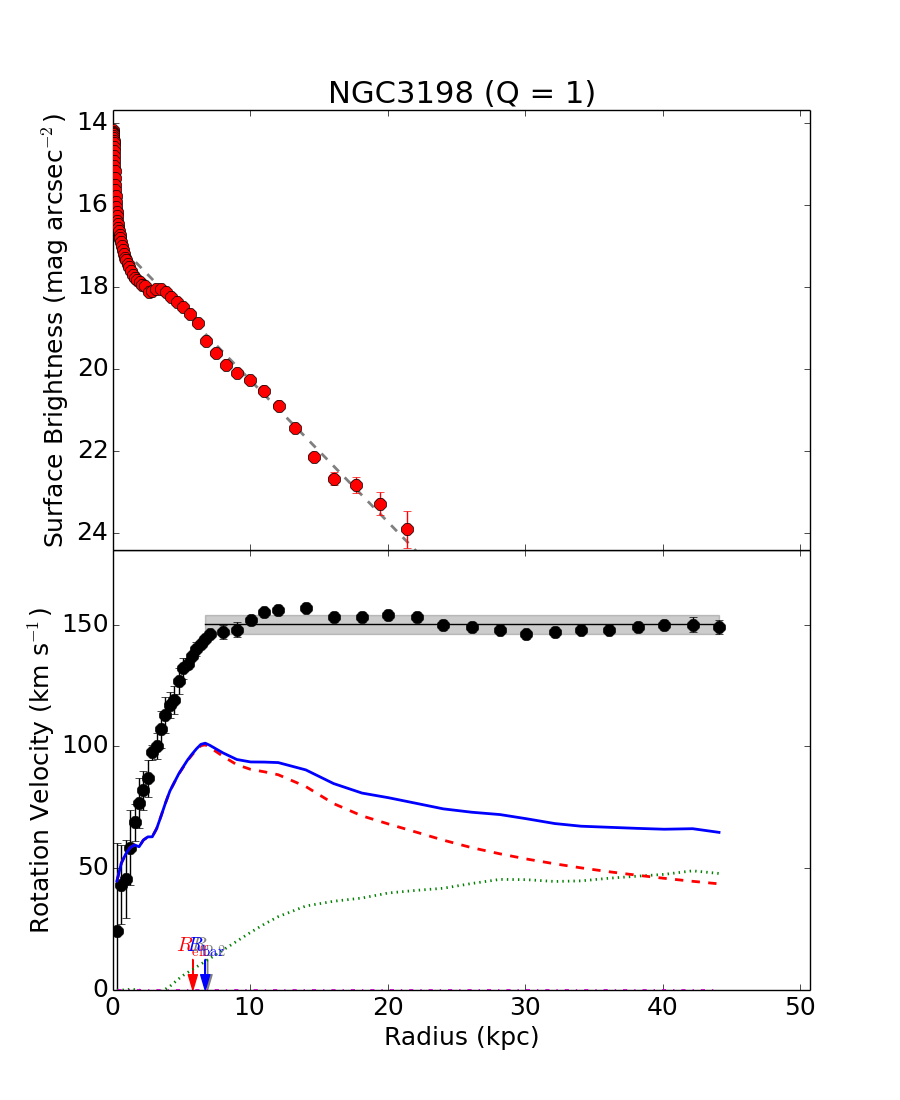 NGC3198 (Q = 1)
14
16
18
20
22
24
Surface Brightness (mag arcsec⁻²)
150
100
50
0
Rotation Velocity (km s⁻¹)
0 10 20 30 40 50
Radius (kpc)